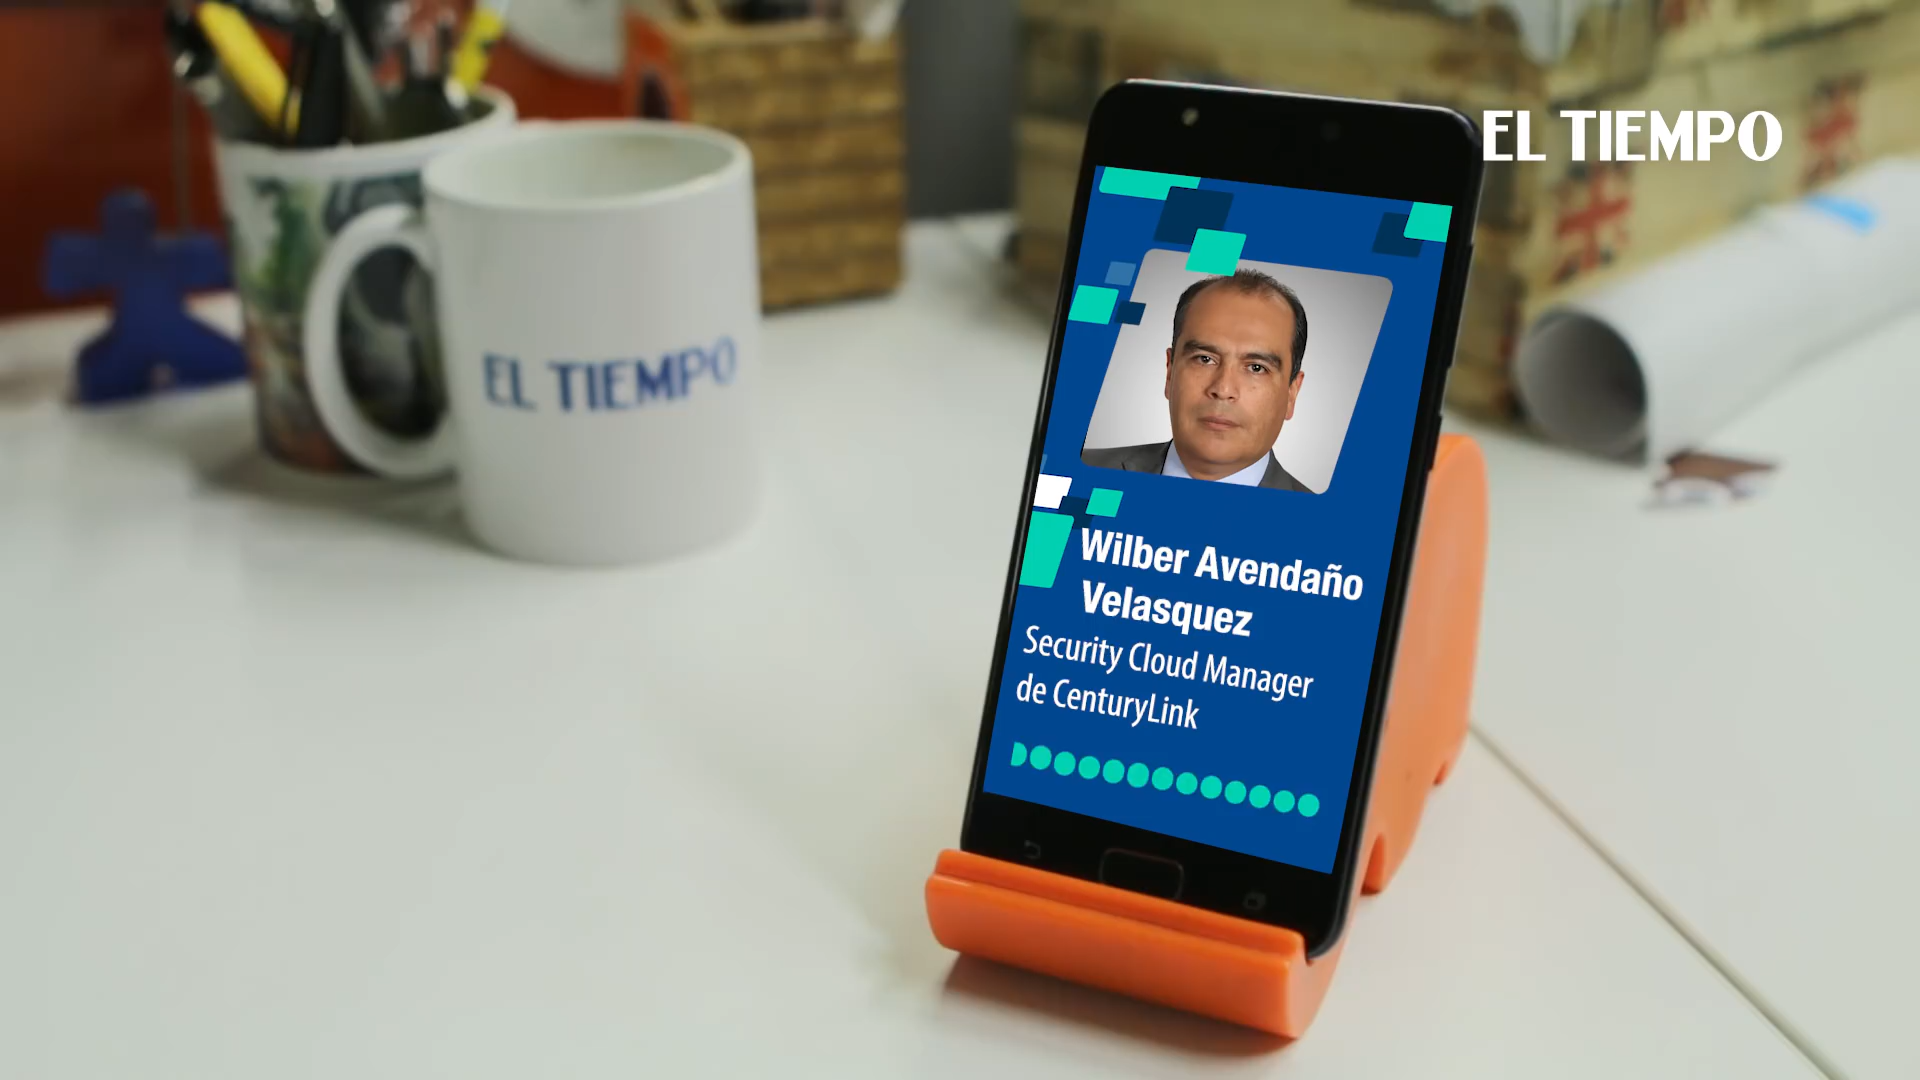 EL TIEMPO
EL TIEMPO
Wilber Avendaño
Velasquez
Security Cloud Manager
de CenturyLink